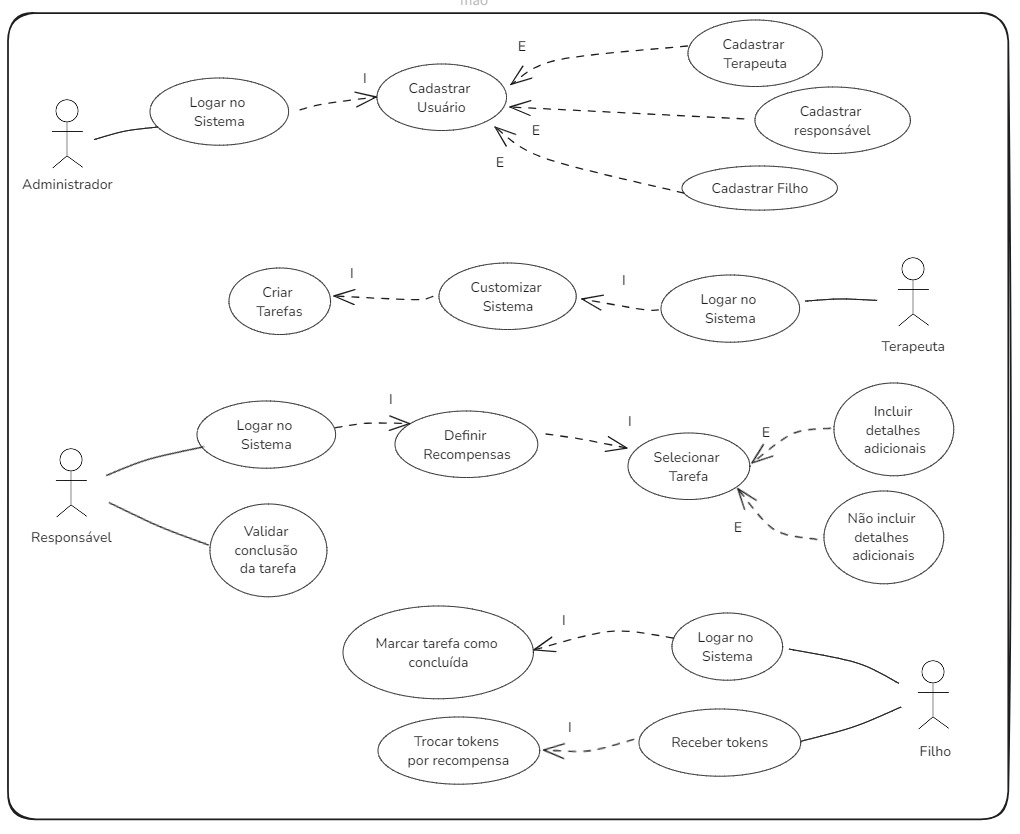 mão
E
Cadastrar
Terapeuta
I
Cadastrar
Usuário
Logar no
Sistema
Cadastrar
responsável
E
E
Administrador
Cadastrar Filho
I
Criar
Tarefas
Customizar
Sistema
I
Logar no
Sistema
Terapeuta
I
Logar no
Sistema
Definir
Recompensas
I
Selecionar
Tarefa
E
Incluir
detalhes
adicionais
E
Não incluir
detalhes
adicionais
Responsável
Validar
conclusão
da tarefa
I
Marcar tarefa como
concluída
Logar no
Sistema
I
Trocar tokens
por recompensa
Receber tokens
Filho